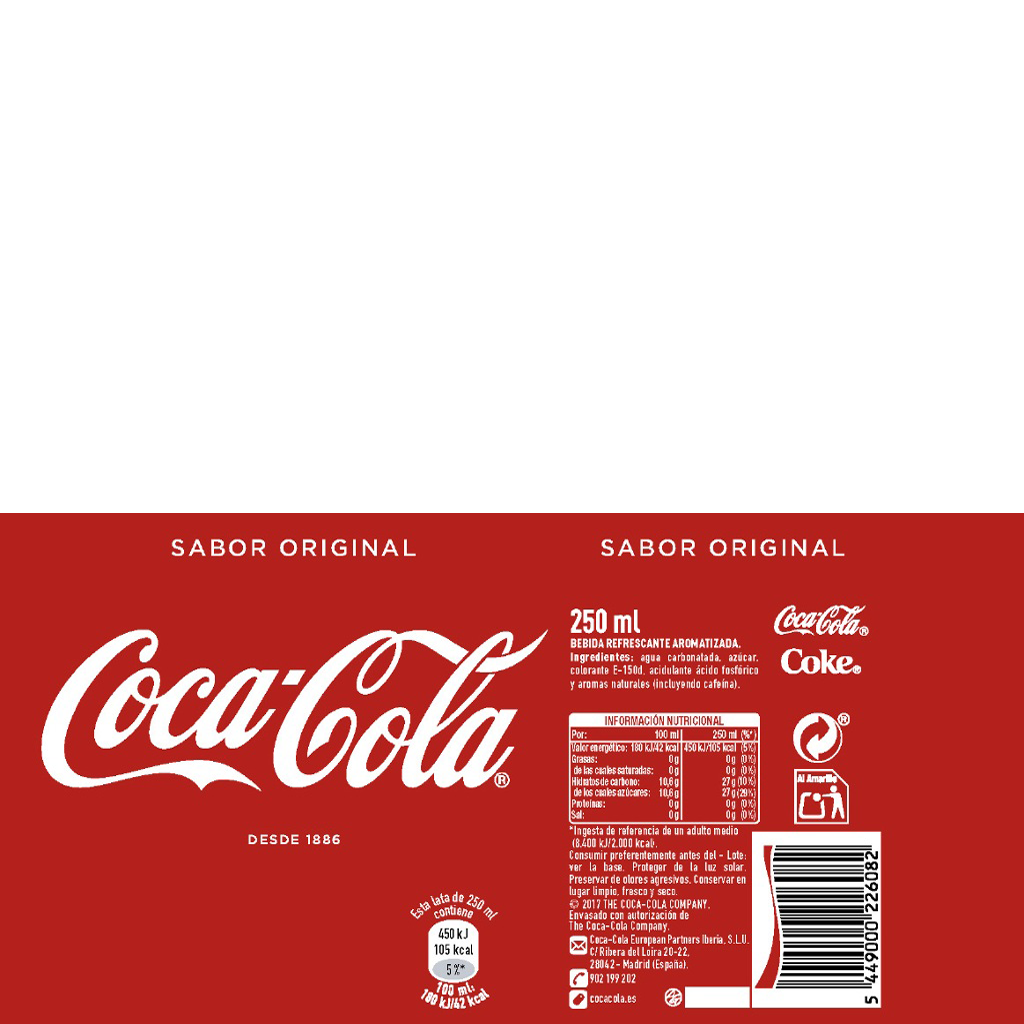 SABOR ORIGINAL
Coca-Cola®
DESDE 1886
Esta lata de 250 ml
contiene
450 kJ
105 kcal
5 %*
100 ml:
180 kJ/42 kcal
SABOR ORIGINAL
250 ml
BEBIDA REFRESCANTE AROMATIZADA.
Ingredientes: agua carbonatada, azúcar,
colorante E-150d, acidulante ácido fosfórico
y aromas naturales (incluyendo cafeína).
Coca-Cola®
Coke®
INFORMACIÓN NUTRICIONAL
Por: 100 ml 250 ml (%*)
Valor energético: 180 kJ/42 kcal 450 kJ/105 kcal (5%)
Grasas: 0g 0g (0%)
de las cuales saturadas: 0g 0g (0%)
Hidratos de carbono: 10,6g 27g (10%)
de los cuales azúcares: 10,6g 27g (29%)
Proteínas: 0g 0g (0%)
Sal: 0g 0g (0%)
*Ingesta de referencia de un adulto medio
(8.400 kJ/2.000 kcal).
Consumir preferentemente antes del - Lote:
ver la base. Proteger de la luz solar.
Preservar de olores agresivos. Conservar en
lugar limpio, fresco y seco.
© 2017 THE COCA-COLA COMPANY.
Envasado con autorización de
The Coca-Cola Company.
Coca-Cola European Partners Iberia, S.L.U.
C/ Ribera del Loira 20-22,
28042 - Madrid (España).
902 199 202
cocacola.es
®
Al Amarillo
5 449000 226082